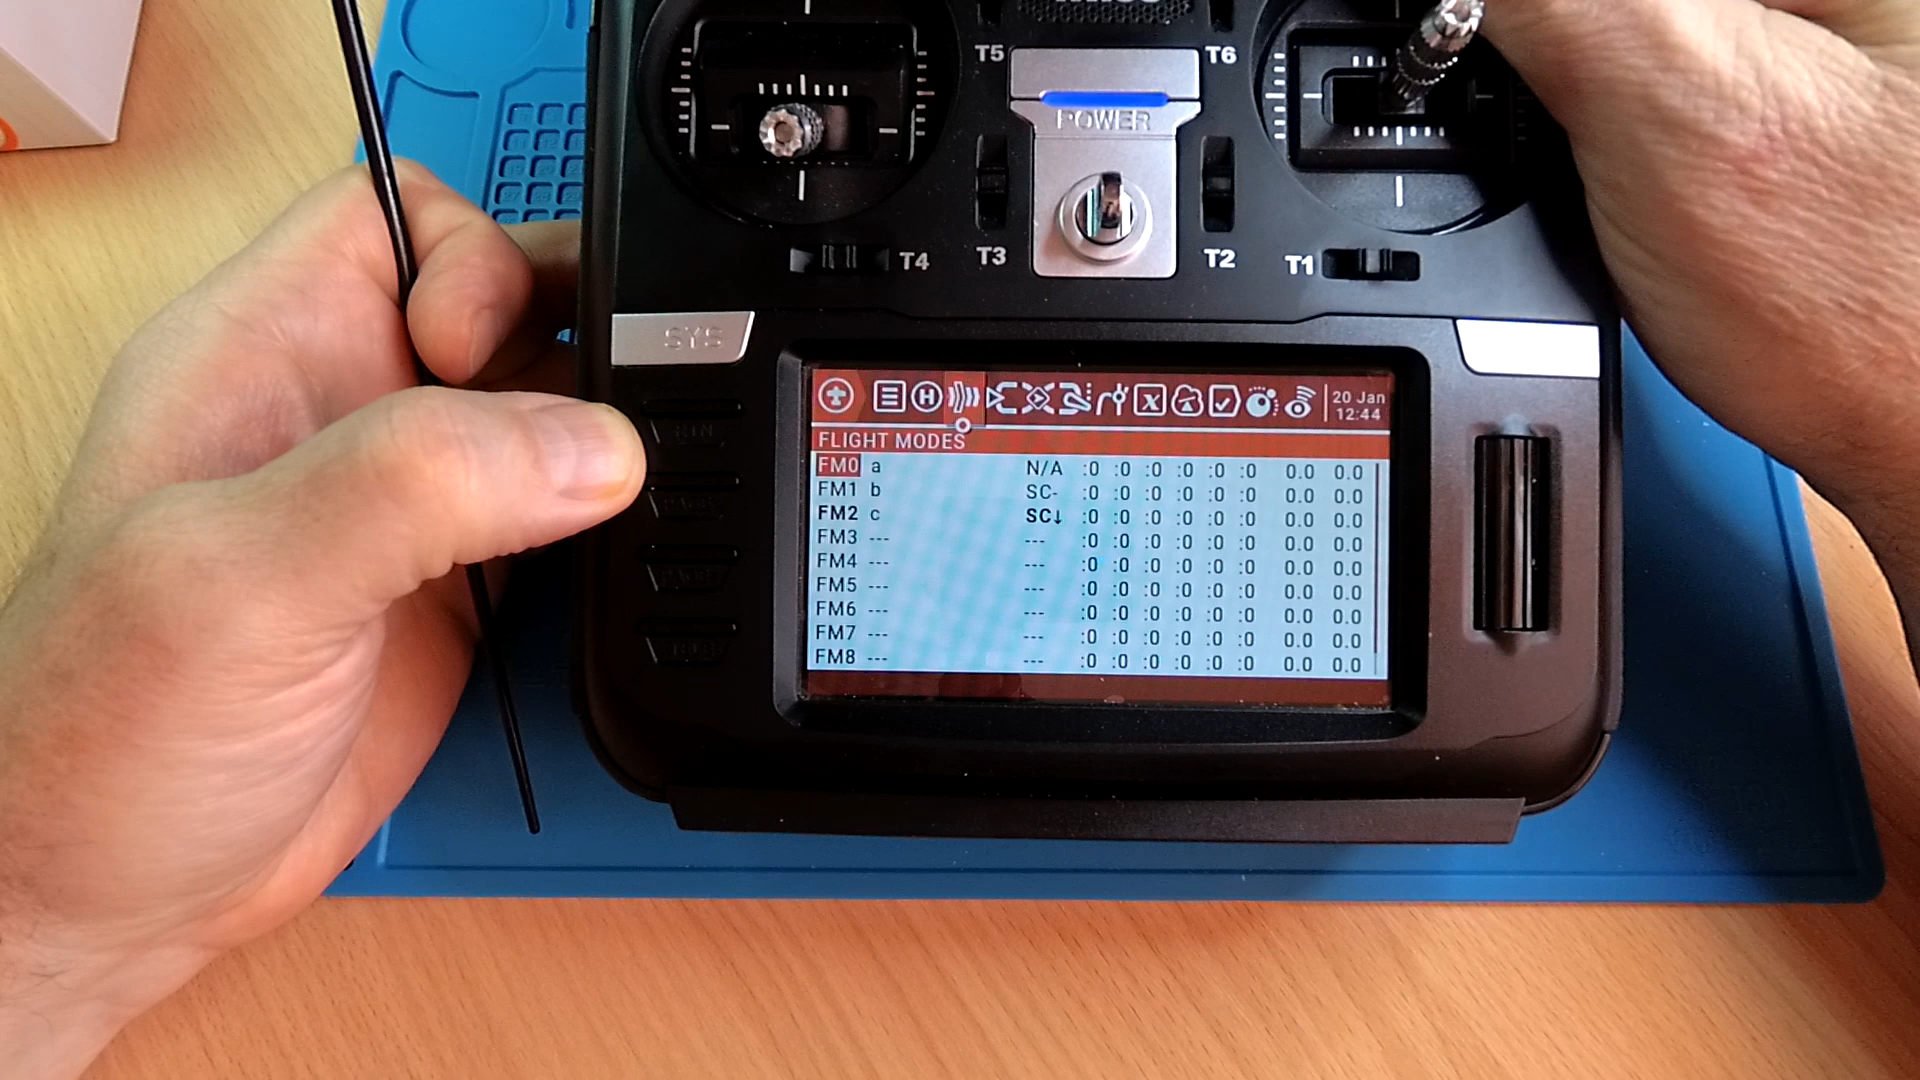 T5 T6
POWER
T4 T3 T2 T1
SYS
RTN
20 Jan
12:44
FLIGHT MODES
FM0 a N/A :0 :0 :0 :0 :0 :0 0.0 0.0
FM1 b SC- :0 :0 :0 :0 :0 :0 0.0 0.0
FM2 c SC↓ :0 :0 :0 :0 :0 :0 0.0 0.0
FM3 --- --- :0 :0 :0 :0 :0 :0 0.0 0.0
FM4 --- --- :0 :0 :0 :0 :0 :0 0.0 0.0
FM5 --- --- :0 :0 :0 :0 :0 :0 0.0 0.0
FM6 --- --- :0 :0 :0 :0 :0 :0 0.0 0.0
FM7 --- --- :0 :0 :0 :0 :0 :0 0.0 0.0
FM8 --- --- :0 :0 :0 :0 :0 :0 0.0 0.0